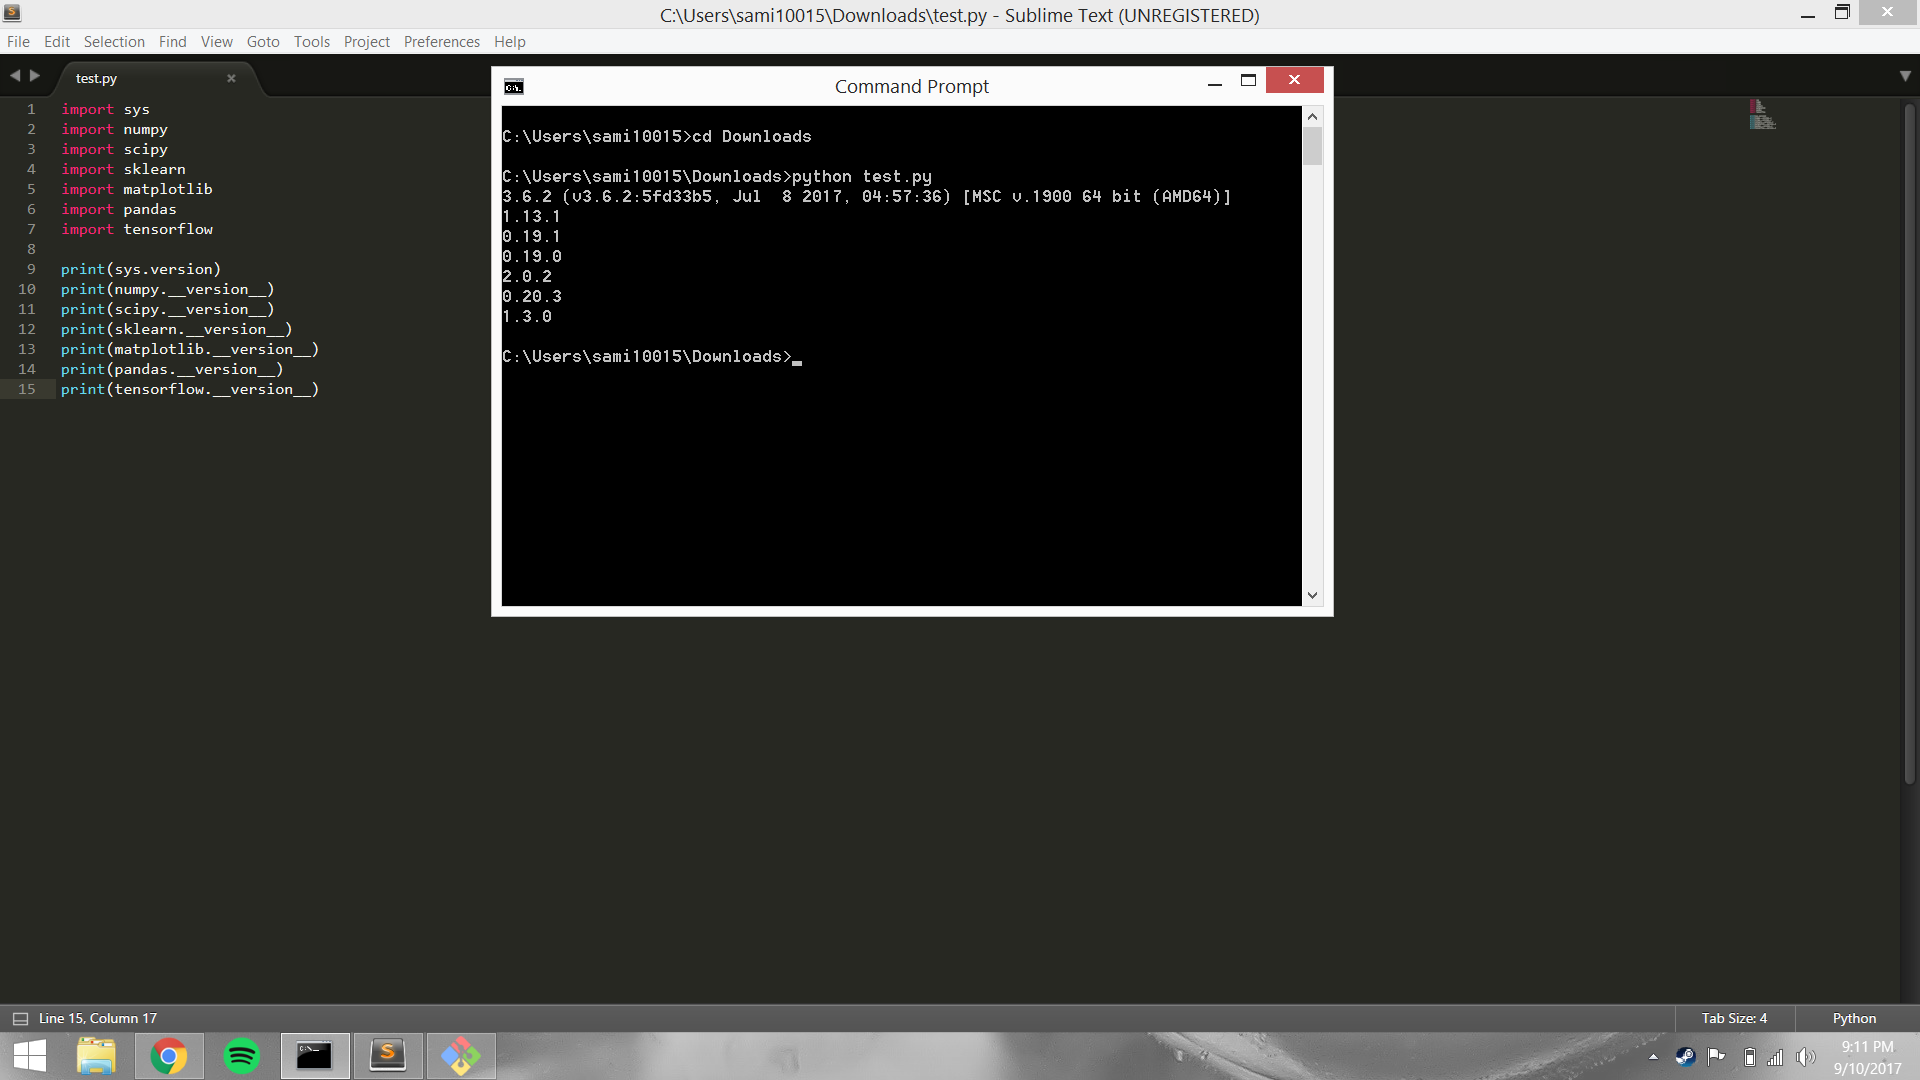 C:\Users\sami10015\Downloads\test.py - Sublime Text (UNREGISTERED)
File Edit Selection Find View Goto Tools Project Preferences Help
test.py
1 import sys
2 import numpy
3 import scipy
4 import sklearn
5 import matplotlib
6 import pandas
7 import tensorflow
8
9 print(sys.version)
10 print(numpy.__version__)
11 print(scipy.__version__)
12 print(sklearn.__version__)
13 print(matplotlib.__version__)
14 print(pandas.__version__)
15 print(tensorflow.__version__)
Command Prompt
C:\Users\sami10015>cd Downloads
C:\Users\sami10015\Downloads>python test.py
3.6.2 (v3.6.2:5fd33b5, Jul  8 2017, 04:57:36) [MSC v.1900 64 bit (AMD64)]
1.13.1
0.19.1
0.19.0
2.0.2
0.20.3
1.3.0
C:\Users\sami10015\Downloads>_
Line 15, Column 17
Tab Size: 4
Python
9:11 PM
9/10/2017